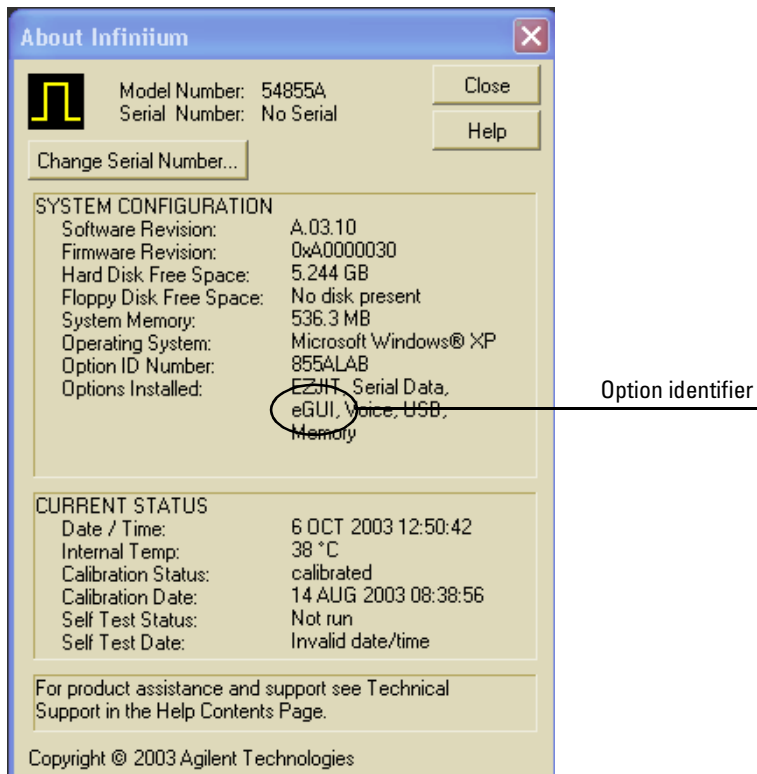 About Infiniium
Model Number: 54855A
Serial Number: No Serial
Close
Help
Change Serial Number...
SYSTEM CONFIGURATION
Software Revision: A.03.10
Firmware Revision: 0xA0000030
Hard Disk Free Space: 5.244 GB
Floppy Disk Free Space: No disk present
System Memory: 536.3 MB
Operating System: Microsoft Windows® XP
Option ID Number: 855ALAB
Options Installed: EZJIT, Serial Data,
eGUI, Voice, USB,
Memory
Option identifier
CURRENT STATUS
Date / Time: 6 OCT 2003 12:50:42
Internal Temp: 38 °C
Calibration Status: calibrated
Calibration Date: 14 AUG 2003 08:38:56
Self Test Status: Not run
Self Test Date: Invalid date/time
For product assistance and support see Technical
Support in the Help Contents Page.
Copyright © 2003 Agilent Technologies